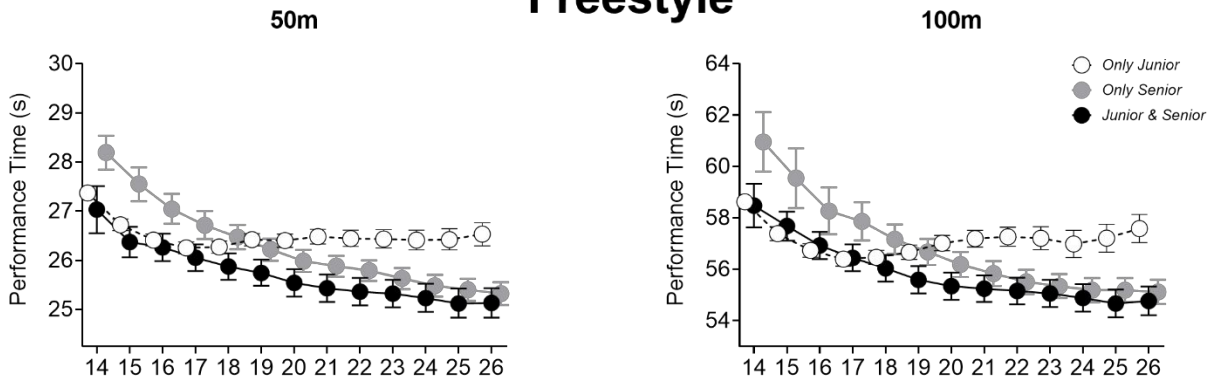 Freestyle
50m
30
29
28
27
26
25
Performance Time (s)
14 15 16 17 18 19 20 21 22 23 24 25 26
100m
64
62
60
58
56
54
Performance Time (s)
14 15 16 17 18 19 20 21 22 23 24 25 26
Only Junior
Only Senior
Junior & Senior